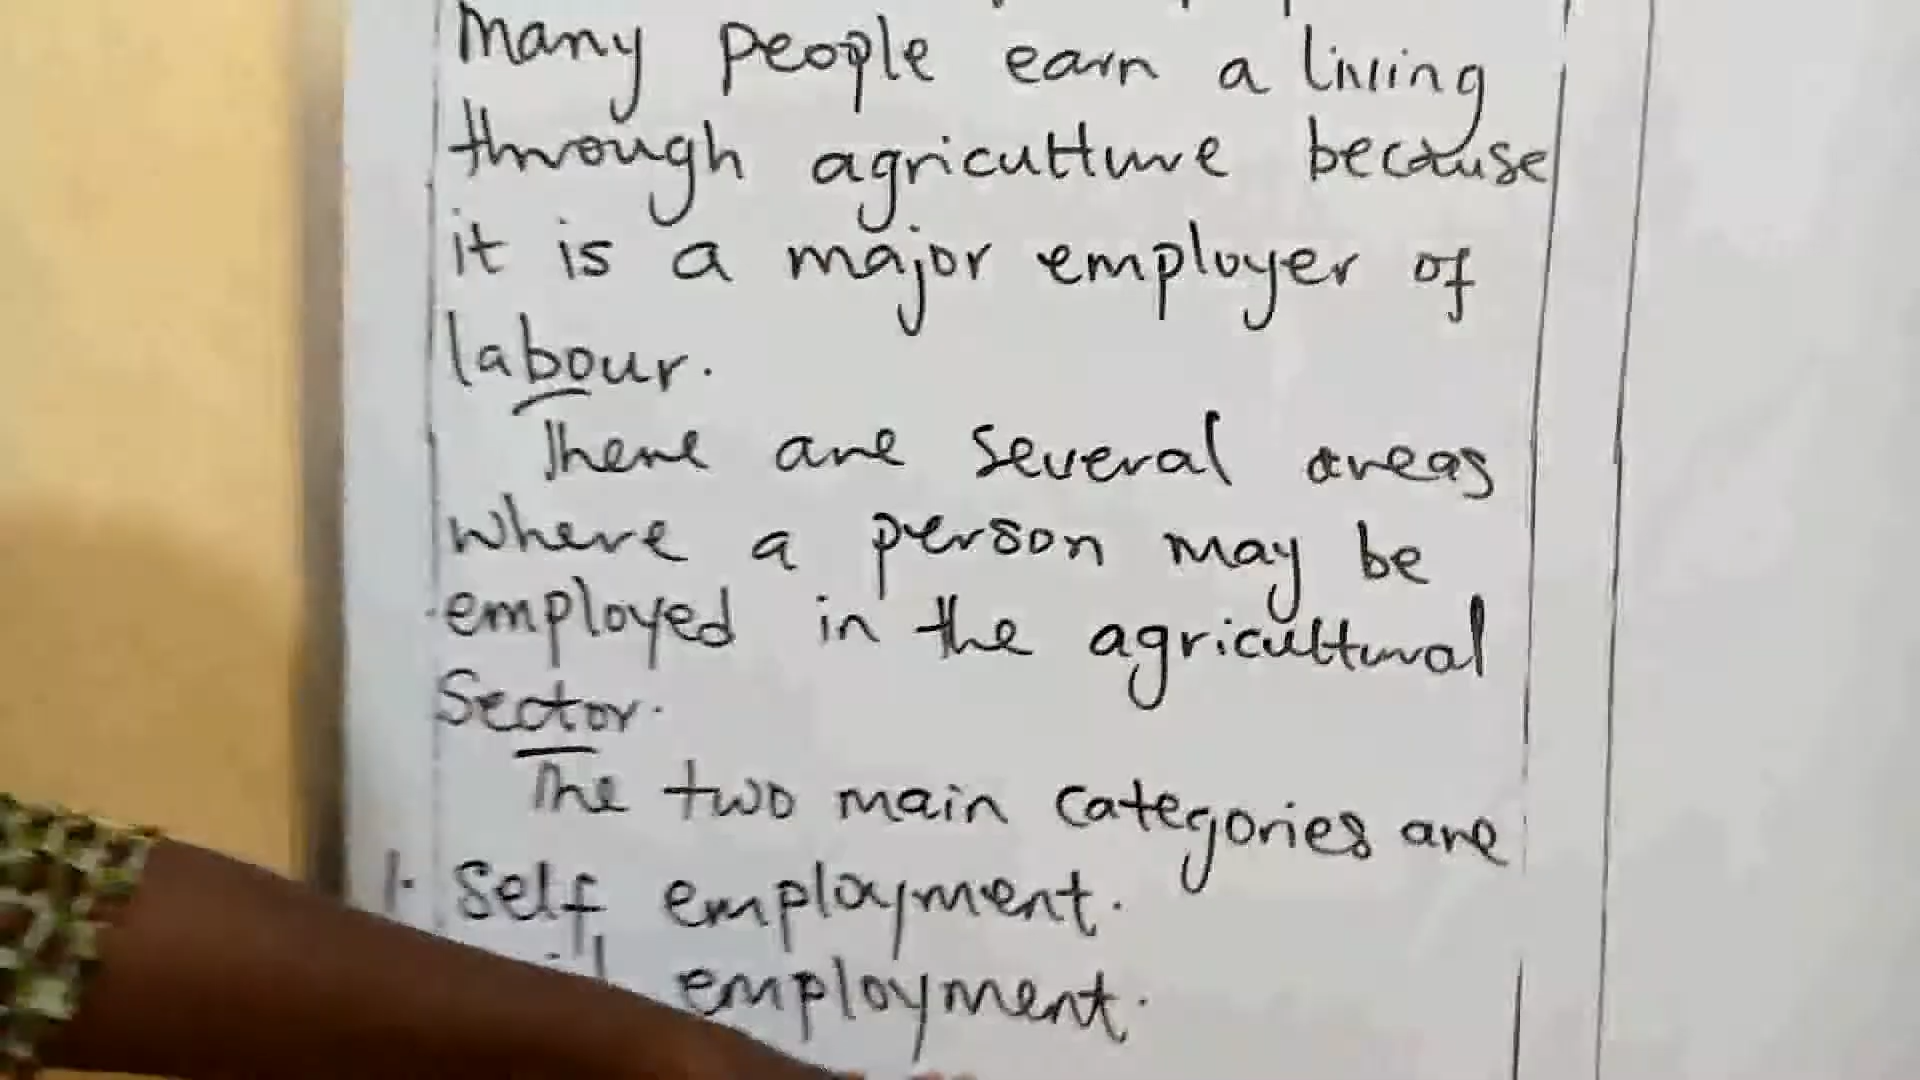 Many people earn a living
through agriculture because
it is a major employer of
labour.
There are several areas
where a person may be
employed in the agricultural
Sector.
The two main categories are
1. Self employment.
employment.